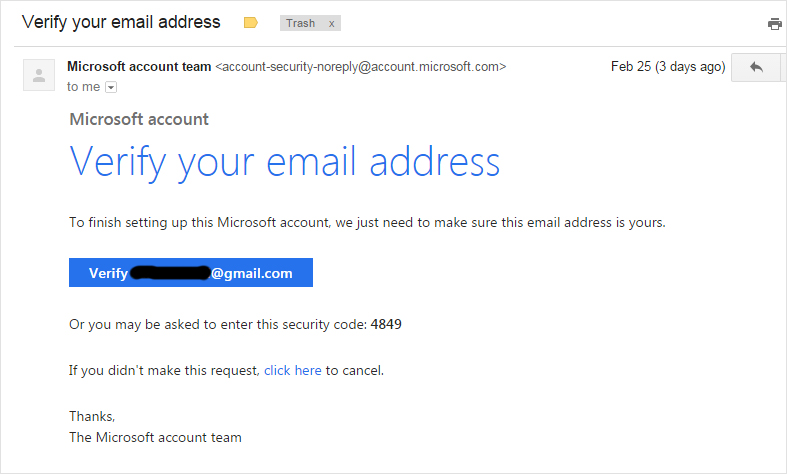 Verify your email address
Trash x
Microsoft account team <account-security-noreply@account.microsoft.com>
Feb 25 (3 days ago)
to me
Microsoft account
Verify your email address
To finish setting up this Microsoft account, we just need to make sure this email address is yours.
Verify @gmail.com
Or you may be asked to enter this security code: 4849
If you didn't make this request, click here to cancel.
Thanks,
The Microsoft account team